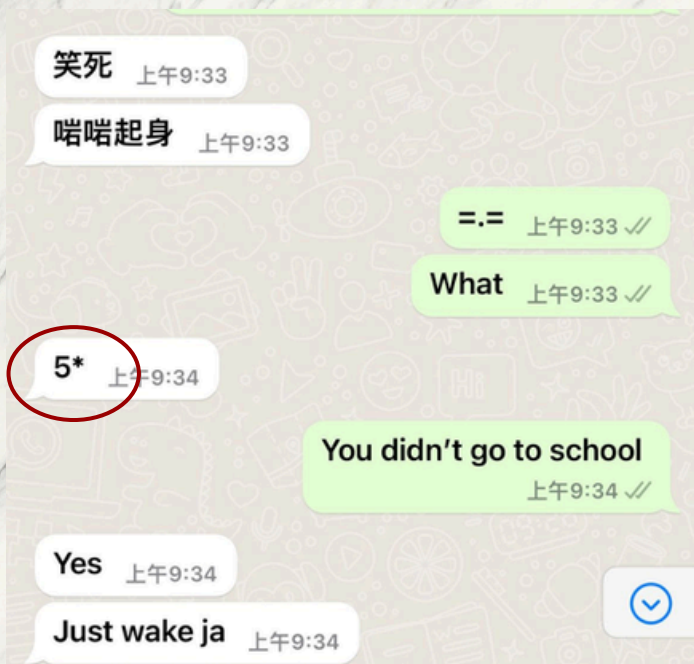 笑死 上午9:33
啱啱起身 上午9:33
=.= 上午9:33
What 上午9:33
5* 上午9:34
You didn't go to school
上午9:34
Yes 上午9:34
Just wake ja 上午9:34